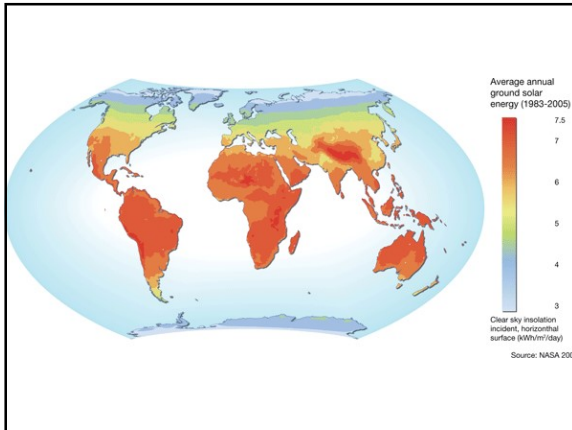 Average annual
ground solar
energy (1983-2005)
7.5
7
6
5
4
3
Clear sky insolation
incident, horizonthal
surface (kWh/m²/day)
Source: NASA 200